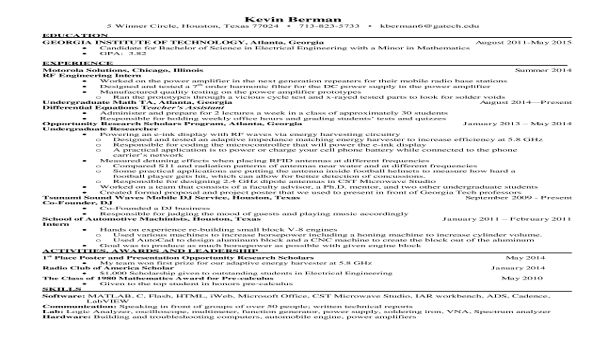 Kevin Berman
5 Winner Circle, Houston, Texas 77024 • 713-823-5733 • kberman6@gatech.edu
EDUCATION
GEORGIA INSTITUTE OF TECHNOLOGY, Atlanta, Georgia August 2011-May 2015
• Candidate for Bachelor of Science in Electrical Engineering with a Minor in Mathematics
• GPA: 3.82
EXPERIENCE
Motorola Solutions, Chicago, Illinois Summer 2014
RF Engineering Intern
• Worked on the power amplifier in the next generation repeaters for their mobile radio base stations
• Designed and tested a 7th order harmonic filter for the DC power supply in the power amplifier
• Manufactured quality testing on the power amplifier prototypes
o Ran the prototypes through a vicious cycle test and x-rayed tested parts to look for solder voids
Undergraduate Math TA, Atlanta, Georgia August 2014—Present
Differential Equations Teacher's Assistant
• Administer and prepare for 2 lectures a week in a class of approximately 30 students
• Responsible for holding weekly office hours and grading students' tests and quizzes
Opportunity Research Scholars Program, Atlanta, Georgia January 2013 – May 2014
Undergraduate Researcher
• Powering an e-ink display with RF waves via energy harvesting circuitry
o Designed and tested an adaptive impedance matching energy harvester to increase efficiency at 5.8 GHz
o Responsible for coding the microcontroller that will power the e-ink display
o A practical application is to power or charge your cell phone battery while connected to the phone
carrier's network
• Measured detuning effects when placing RFID antennas at different frequencies
o Compared S11 and radiation patterns of antennas near water and at different frequencies
o Some practical applications are putting the antenna inside football helmets to measure how hard a
football player gets hit, which can allow for better detection of concussions.
o Responsible for designing 2.4 GHz dipole antennas in CST Microwave Studio
• Worked on a team that consists of a faculty advisor, a Ph.D. mentor, and two other undergraduate students
• Created formal proposal and project poster that we used to present in front of Georgia Tech professors
Tsunami Sound Waves Mobile DJ Service, Houston, Texas September 2009 - Present
Co-Founder, DJ
• Co-Founded a DJ business
• Responsible for judging the mood of guests and playing music accordingly
School of Automotive Machinists, Houston, Texas January 2011 – February 2011
Intern
• Hands on experience re-building small block V-8 engines
o Used various machines to increase horsepower including a honing machine to increase cylinder volume.
o Used AutoCad to design aluminum block and a CNC machine to create the block out of the aluminum
• Goal was to produce as much horsepower as possible with given engine block
ACTIVITIES, AWARDS AND LEADERSHIP
1st Place Poster and Presentation Opportunity Research Scholars May 2014
• My team won first prize for our adaptive energy harvester at 5.8 GHz
Radio Club of America Scholar January 2014
• $1,000 Scholarship given to outstanding students in Electrical Engineering
The Class of 1980 Mathematics Award for Pre-calculus May 2010
• Given to the top student in honors pre-calculus
SKILLS
Software: MATLAB, C, Flash, HTML, iWeb, Microsoft Office, CST Microwave Studio, IAR workbench, ADS, Cadence,
LabVIEW
Communication: Speaking in front of groups of over 50 people; written technical reports
Lab: Logic Analyzer, oscilloscope, multimeter, function generator, power supply, soldering iron, VNA, Spectrum analyzer
Hardware: Building and troubleshooting computers, automobile engine, power amplifiers